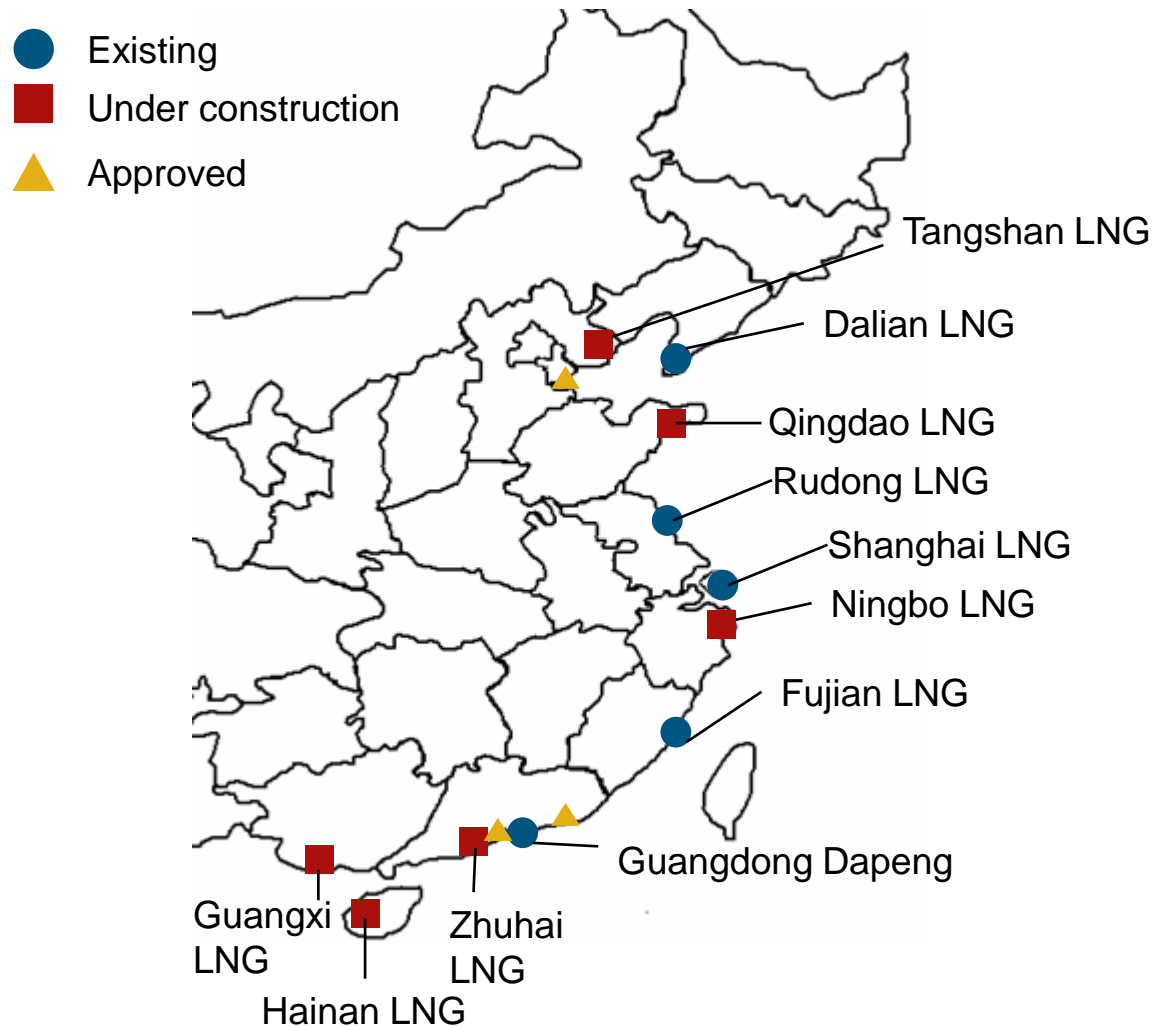 Existing
Under construction
Approved
Tangshan LNG
Dalian LNG
Qingdao LNG
Rudong LNG
Shanghai LNG
Ningbo LNG
Fujian LNG
Guangdong Dapeng
Guangxi
LNG
Zhuhai
LNG
Hainan LNG